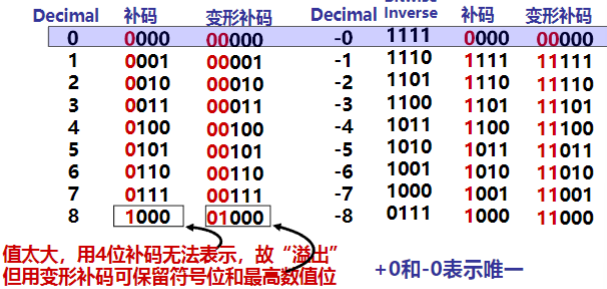 Decimal 补码 变形补码 Decimal Bitwise Inverse 补码 变形补码
0 0000 00000 -0 1111 0000 00000
1 0001 00001 -1 1110 1111 11111
2 0010 00010 -2 1101 1110 11110
3 0011 00011 -3 1100 1101 11101
4 0100 00100 -4 1011 1100 11100
5 0101 00101 -5 1010 1011 11011
6 0110 00110 -6 1001 1010 11010
7 0111 00111 -7 1000 1001 11001
8 1000 01000 -8 0111 1000 11000
值太大，用4位补码无法表示，故“溢出”
但用变形补码可保留符号位和最高数值位
+0和-0表示唯一